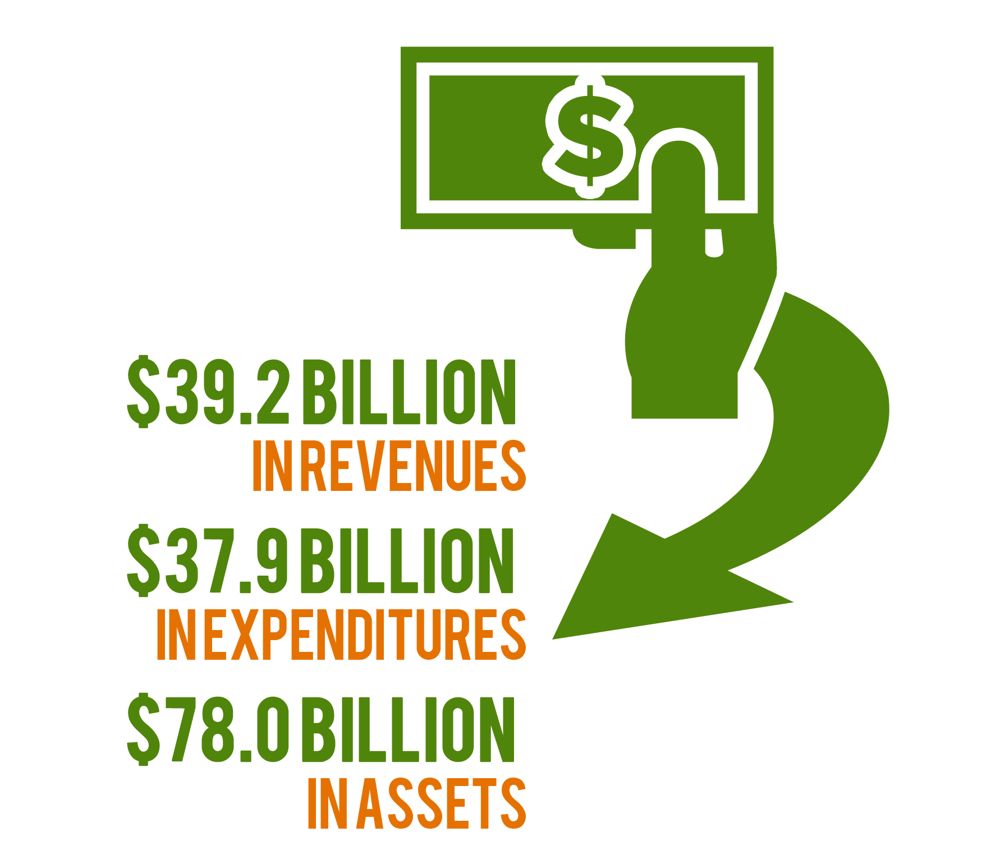 $
$39.2 BILLION
IN REVENUES
$37.9 BILLION
IN EXPENDITURES
$78.0 BILLION
IN ASSETS